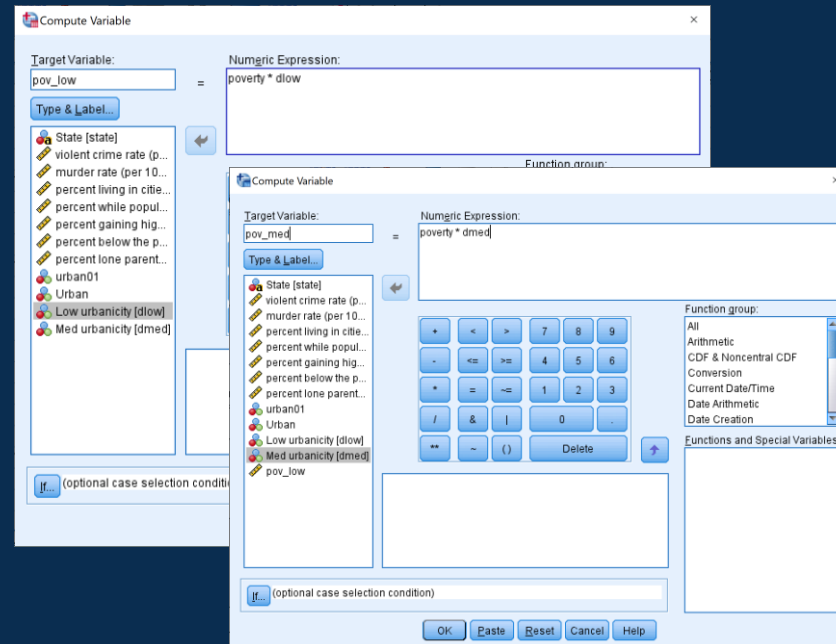 Compute Variable
×
Target Variable:
pov_low
=
Numeric Expression:
poverty * dlow
Type & Label...
State [state]
violent crime rate (p...
murder rate (per 10...
percent living in citie...
percent while popul...
percent gaining hig...
percent below the p...
percent lone parent...
urban01
Urban
Low urbanicity [dlow]
Med urbanicity [dmed]
Function group:
If...
(optional case selection conditi
Compute Variable
Target Variable:
pov_med
=
Numeric Expression:
poverty * dmed
Type & Label...
State [state]
violent crime rate (p...
murder rate (per 10...
percent living in citie...
percent while popul...
percent gaining hig...
percent below the p...
percent lone parent...
urban01
Urban
Low urbanicity [dlow]
Med urbanicity [dmed]
pov_low
+ < > 7 8 9
- <= >= 4 5 6
* = ~= 1 2 3
/ & | 0 .
** ~ () Delete
Function group:
All
Arithmetic
CDF & Noncentral CDF
Conversion
Current Date/Time
Date Arithmetic
Date Creation
Functions and Special Variables
If...
(optional case selection condition)
OK Paste Reset Cancel Help